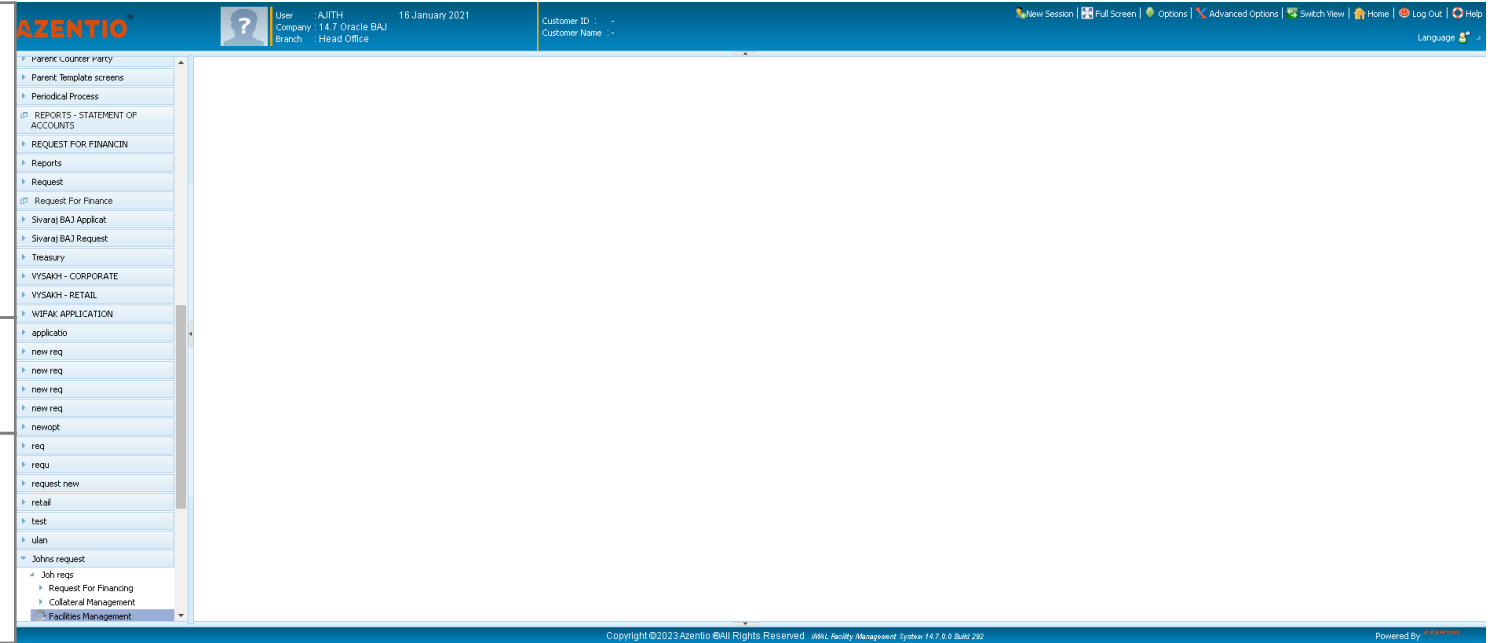 AZENTIO
User : AJITH 16 January 2021
Company : 14.7 Oracle BAJ
Branch : Head Office
Customer ID : -
Customer Name : -
New Session | Full Screen | Options | Advanced Options | Switch View | Home | Log Out | Help
Language
Parent Counter Party
Parent Template screens
Periodical Process
REPORTS - STATEMENT OF
ACCOUNTS
REQUEST FOR FINANCIN
Reports
Request
Request For Finance
Sivaraj BAJ Applicat
Sivaraj BAJ Request
Treasury
VYSAKH - CORPORATE
VYSAKH - RETAIL
WIFAK APPLICATION
applicatio
new req
new req
new req
new req
newopt
req
requ
request new
retail
test
ulan
Johns request
Joh reqs
Request For Financing
Collateral Management
Facilities Management
Copyright ©2023 Azentio ®All Rights Reserved iMAL Facility Management System 14.7.0.0 Build 292
Powered By AZENTIO